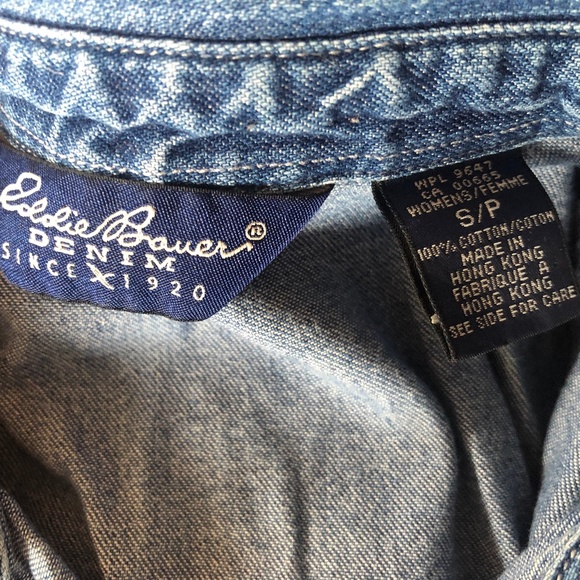 Eddie Bauer®
DENIM
SINCE X 1920
WPL 9647
CA 00625
WOMENS/FEMME
S/P
100% COTTON/COTON
MADE IN
HONG KONG
FABRIQUE A
HONG KONG
SEE SIDE FOR CARE